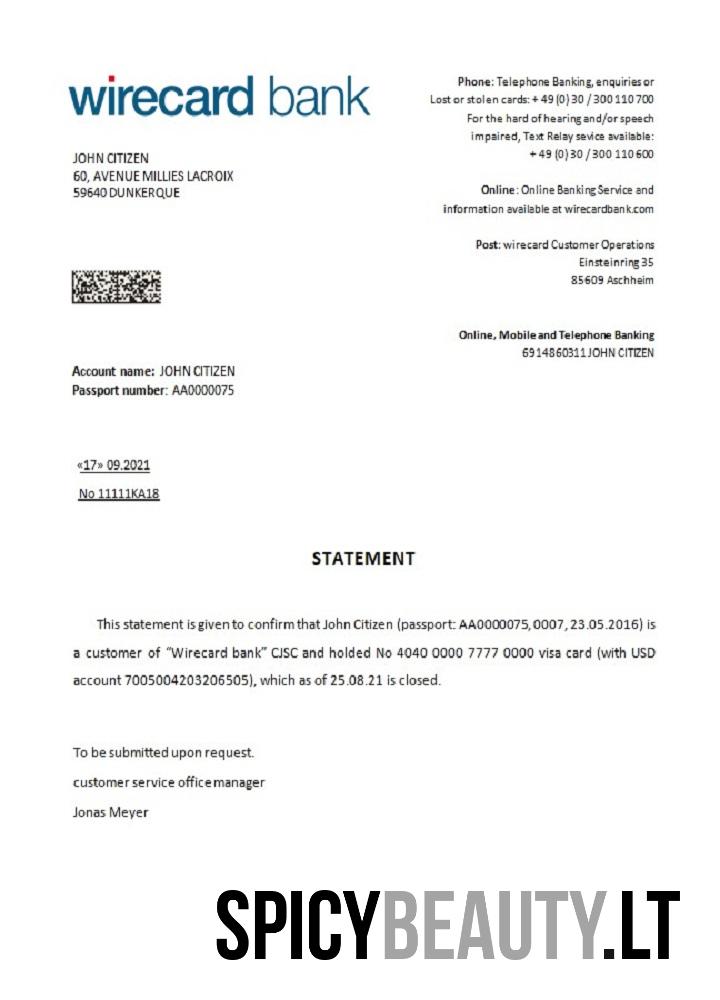 wirecard bank
JOHN CITIZEN
60, AVENUE MILLIES LACROIX
59640 DUNKERQUE
Phone: Telephone Banking, enquiries or
Lost or stolen cards: + 49 (0) 30 / 300 110 700
For the hard of hearing and/or speech
impaired, Text Relay sevice available:
+ 49 (0) 30 / 300 110 600
Online: Online Banking Service and
information available at wirecardbank.com
Post: wirecard Customer Operations
Einsteinring 35
85609 Aschheim
Online, Mobile and Telephone Banking
6914860311 JOHN CITIZEN
Account name: JOHN CITIZEN
Passport number: AA0000075
«17» 09.2021
No 11111KA18
STATEMENT
This statement is given to confirm that John Citizen (passport: AA0000075, 0007, 23.05.2016) is
a customer of “Wirecard bank” CJSC and holded No 4040 0000 7777 0000 visa card (with USD
account 7005004203206505), which as of 25.08.21 is closed.
To be submitted upon request.
customer service office manager
Jonas Meyer
SPICYBEAUTY.LT